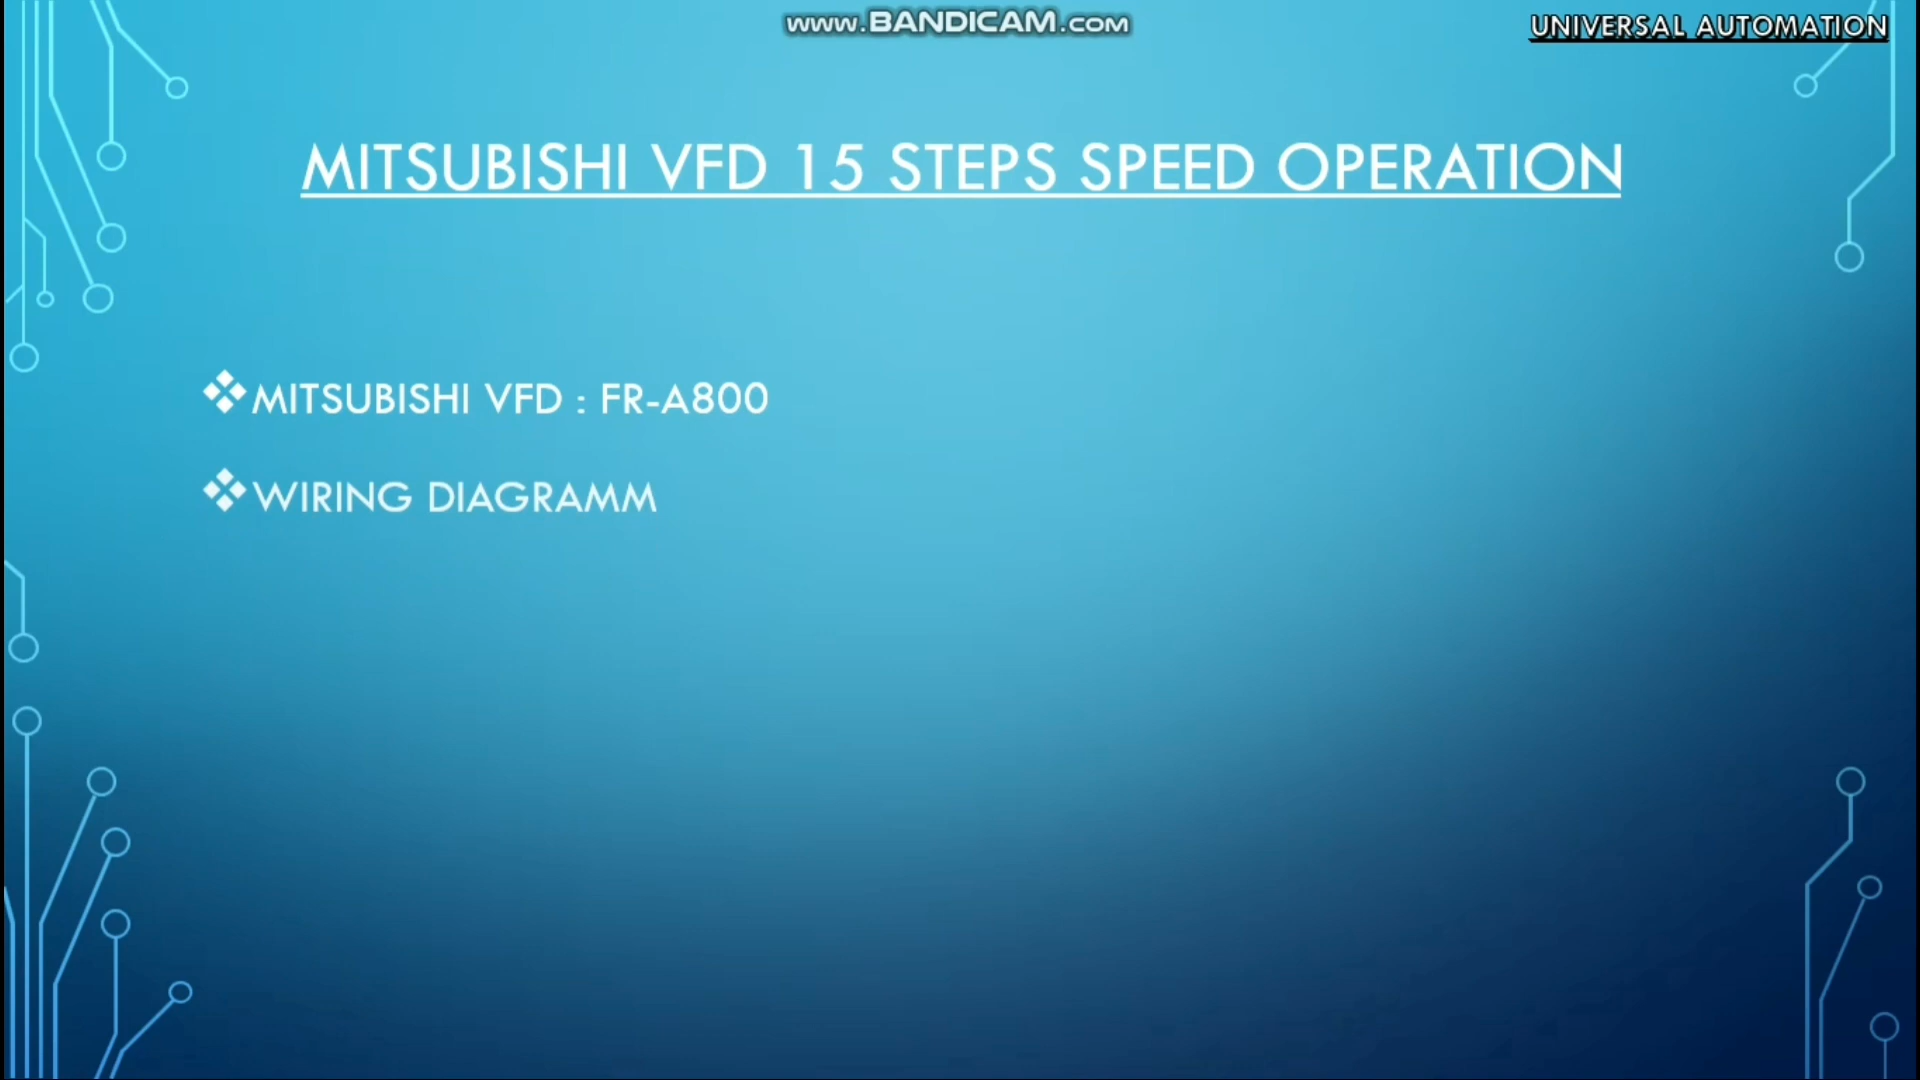 www.BANDICAM.com
UNIVERSAL AUTOMATION
MITSUBISHI VFD 15 STEPS SPEED OPERATION
MITSUBISHI VFD : FR-A800
WIRING DIAGRAMM